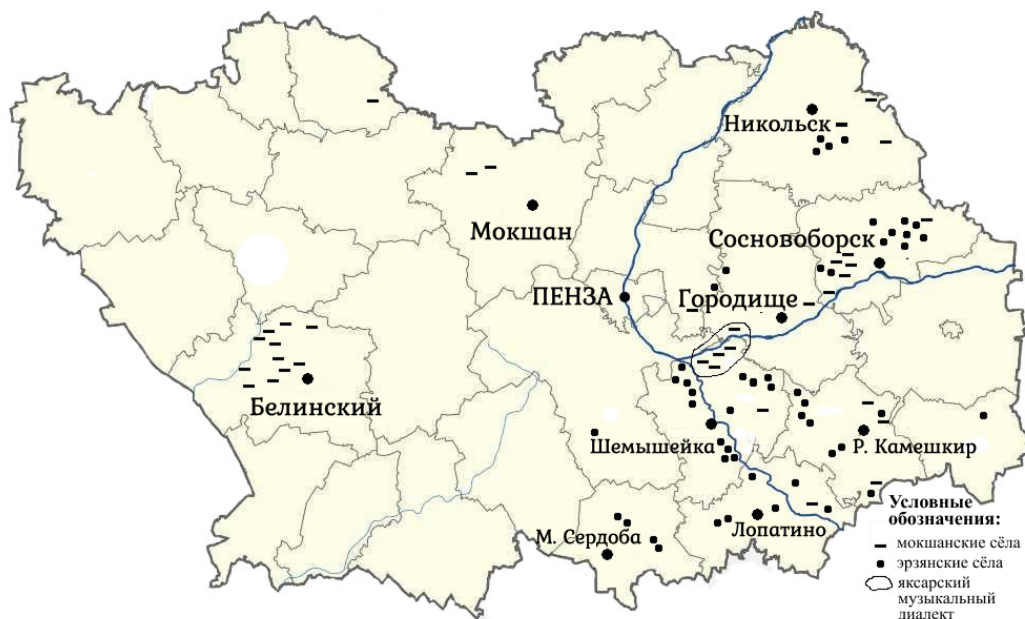 Никольск
Мокшан
Сосновоборск
ПЕНЗА
Городище
Белинский
Шемышейка
Р. Камешкир
М. Сердоба
Лопатино
Условные
обозначения:
мокшанские сёла
эрзянские сёла
яксарский
музыкальный
диалект